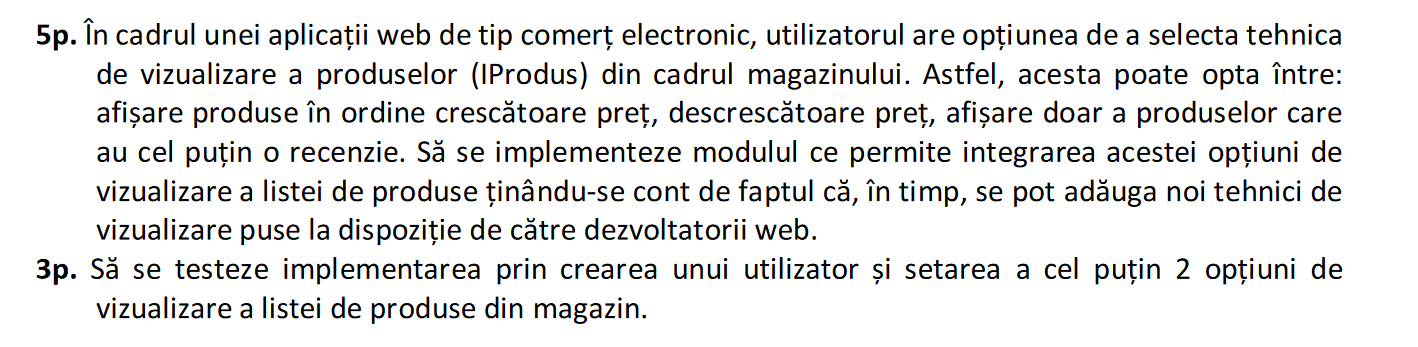 5p. În cadrul unei aplicații web de tip comerț electronic, utilizatorul are opțiunea de a selecta tehnica
de vizualizare a produselor (IProdus) din cadrul magazinului. Astfel, acesta poate opta între:
afișare produse în ordine crescătoare preț, descrescătoare preț, afișare doar a produselor care
au cel puțin o recenzie. Să se implementeze modulul ce permite integrarea acestei opțiuni de
vizualizare a listei de produse ținându-se cont de faptul că, în timp, se pot adăuga noi tehnici de
vizualizare puse la dispoziție de către dezvoltatorii web.
3p. Să se testeze implementarea prin crearea unui utilizator și setarea a cel puțin 2 opțiuni de
vizualizare a listei de produse din magazin.